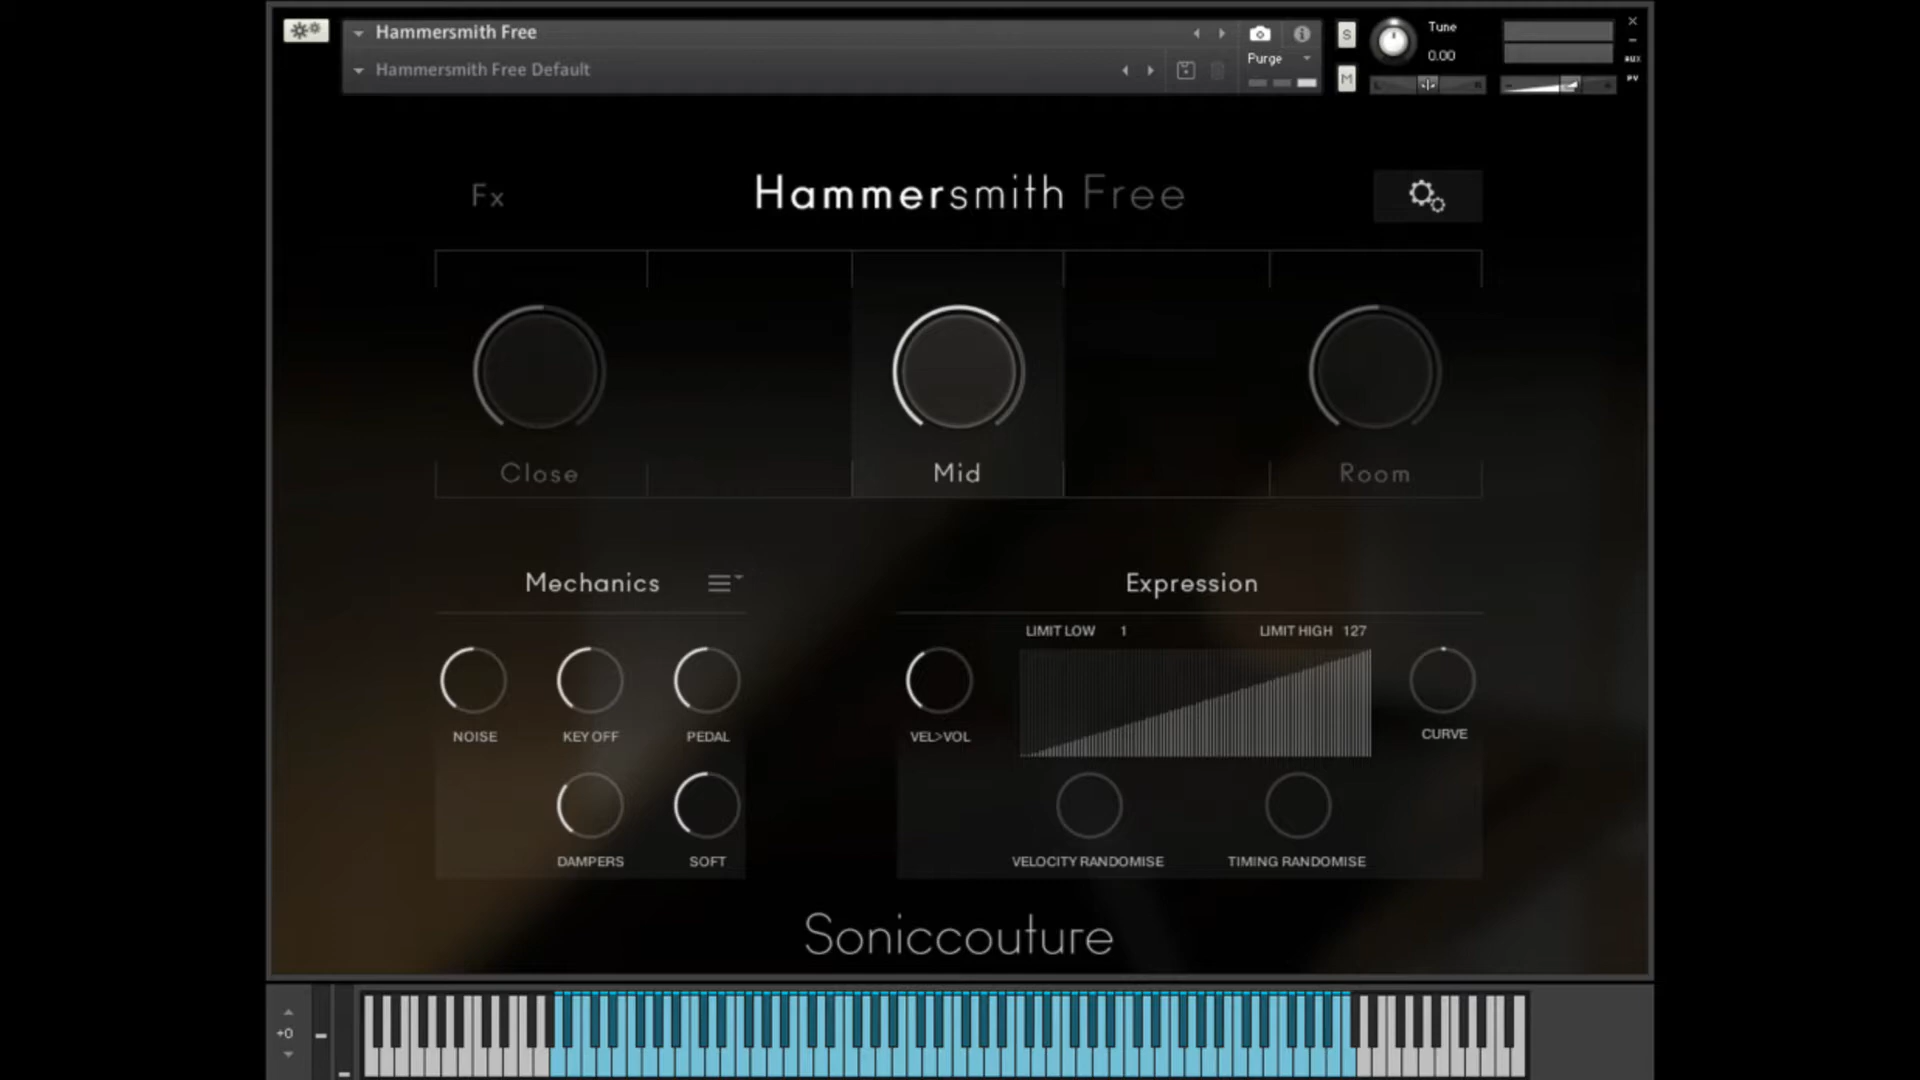 Hammersmith Free
Hammersmith Free Default
Purge
S
M
Tune
0.00
L
R
AUX
PV
Fx
Hammersmith Free
Close
Mid
Room
Mechanics
NOISE
KEY OFF
PEDAL
DAMPERS
SOFT
Expression
LIMIT LOW 1
LIMIT HIGH 127
VEL>VOL
CURVE
VELOCITY RANDOMISE
TIMING RANDOMISE
Soniccouture
+0